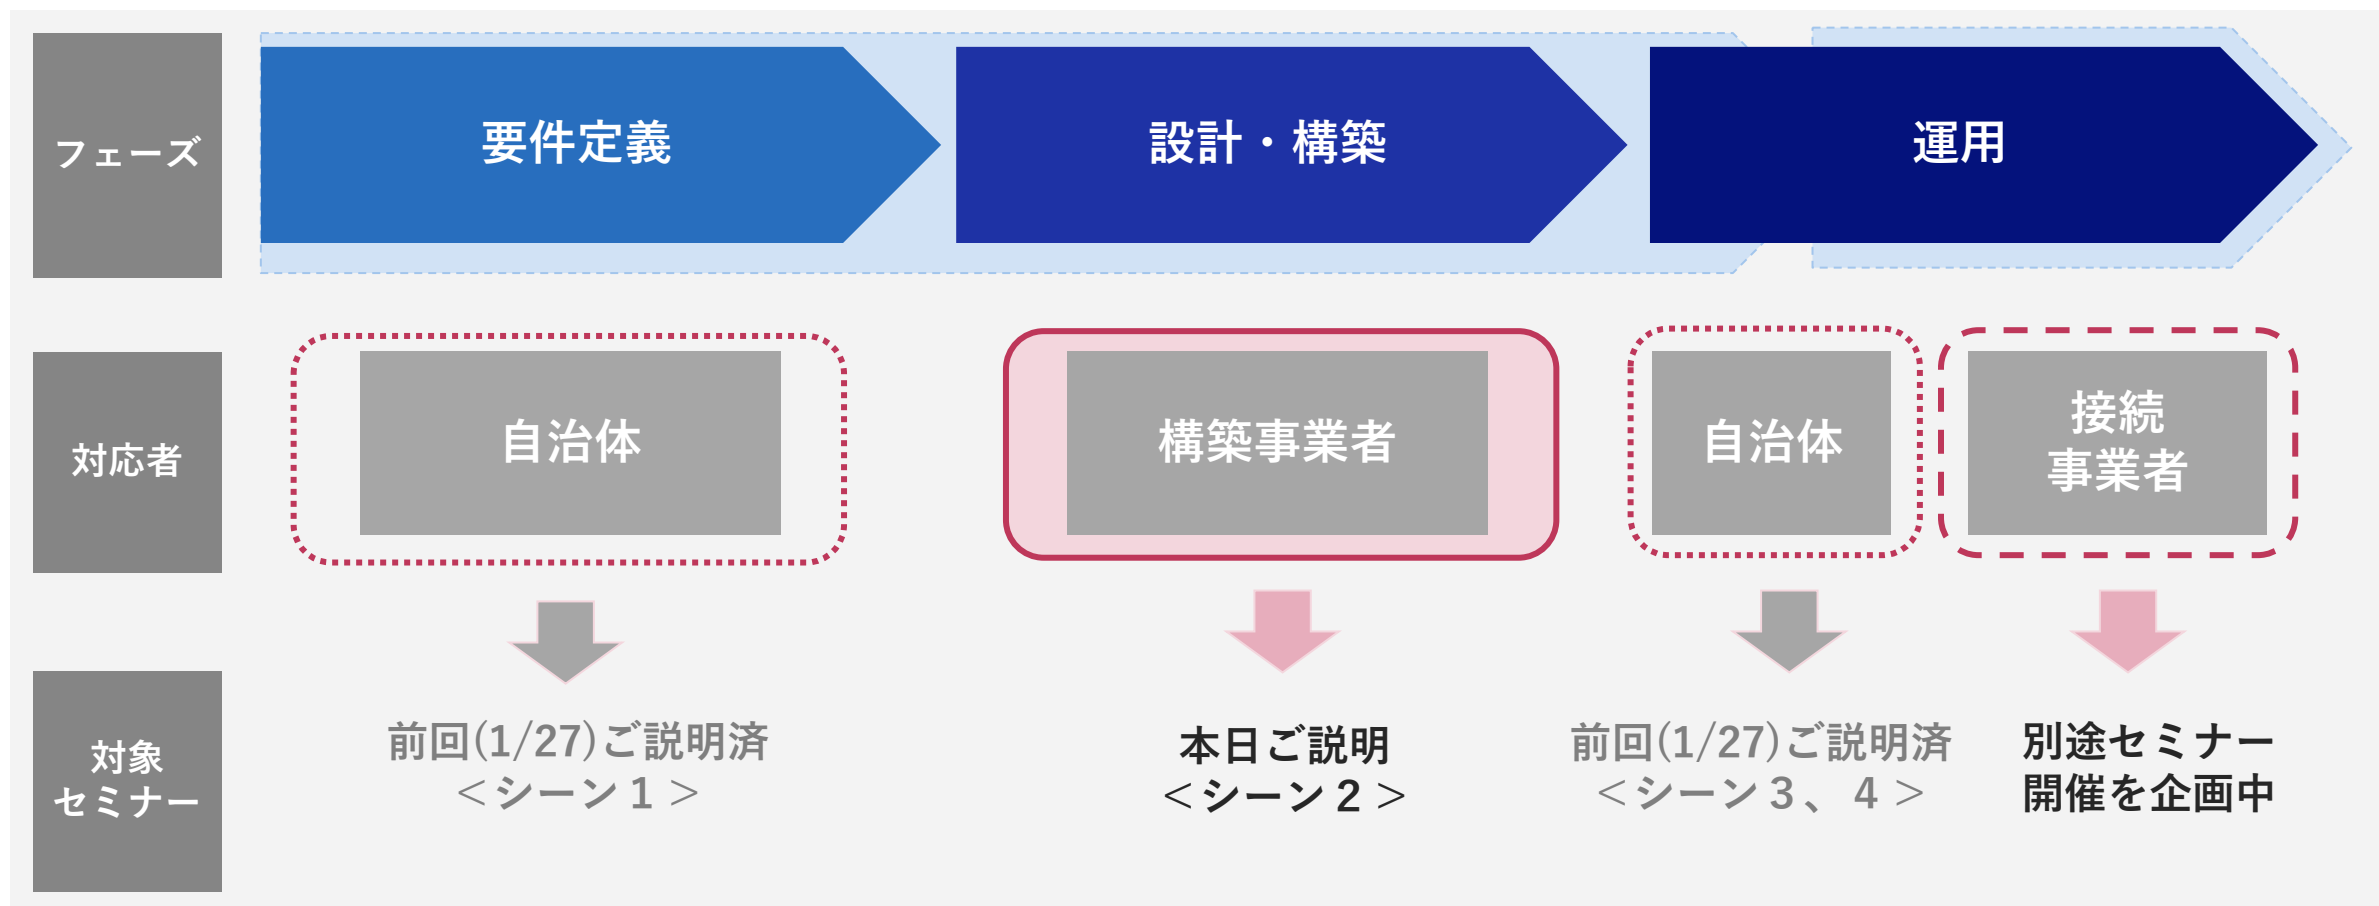 フェーズ
要件定義
設計・構築
運用
対応者
自治体
構築事業者
自治体
接続
事業者
対象
セミナー
前回(1/27)ご説明済
＜シーン１＞
本日ご説明
＜シーン２＞
前回(1/27)ご説明済
＜シーン３、４＞
別途セミナー
開催を企画中